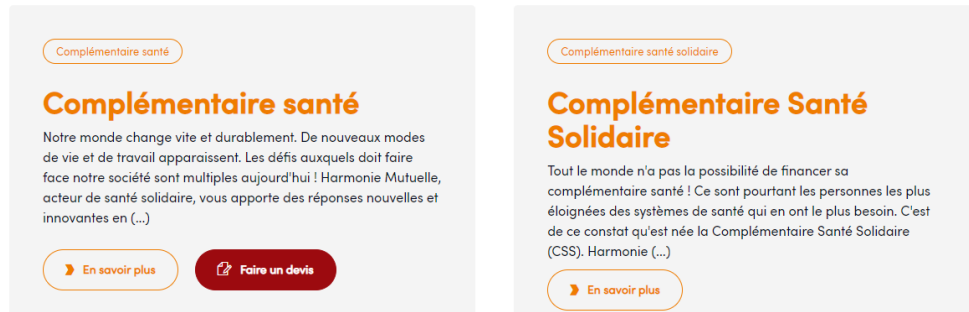 Complémentaire santé
Complémentaire santé
Notre monde change vite et durablement. De nouveaux modes
de vie et de travail apparaissent. Les défis auxquels doit faire
face notre société sont multiples aujourd'hui ! Harmonie Mutuelle,
acteur de santé solidaire, vous apporte des réponses nouvelles et
innovantes en (...)
En savoir plus
Faire un devis
Complémentaire santé solidaire
Complémentaire Santé
Solidaire
Tout le monde n'a pas la possibilité de financer sa
complémentaire santé ! Ce sont pourtant les personnes les plus
éloignées des systèmes de santé qui en ont le plus besoin. C'est
de ce constat qu'est née la Complémentaire Santé Solidaire
(CSS). Harmonie (...)
En savoir plus